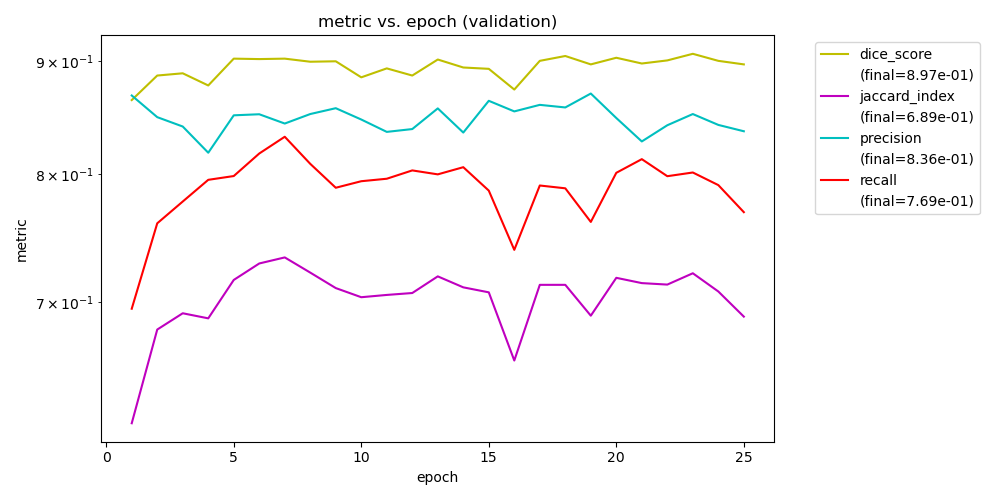 metric vs. epoch (validation)
9 × 10⁻¹
8 × 10⁻¹
7 × 10⁻¹
metric
0 5 10 15 20 25
epoch
dice_score
(final=8.97e-01)
jaccard_index
(final=6.89e-01)
precision
(final=8.36e-01)
recall
(final=7.69e-01)